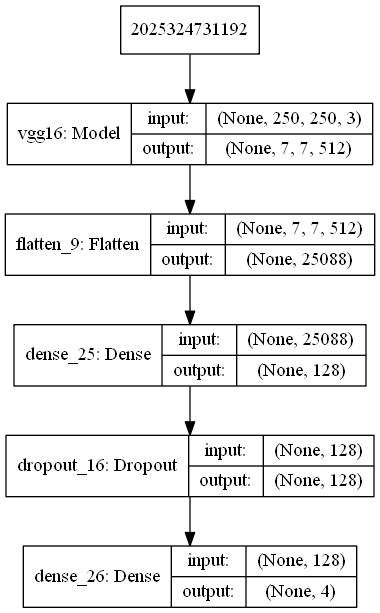 2025324731192
vgg16: Model
input:
(None, 250, 250, 3)
output:
(None, 7, 7, 512)
flatten_9: Flatten
input:
(None, 7, 7, 512)
output:
(None, 25088)
dense_25: Dense
input:
(None, 25088)
output:
(None, 128)
dropout_16: Dropout
input:
(None, 128)
output:
(None, 128)
dense_26: Dense
input:
(None, 128)
output:
(None, 4)